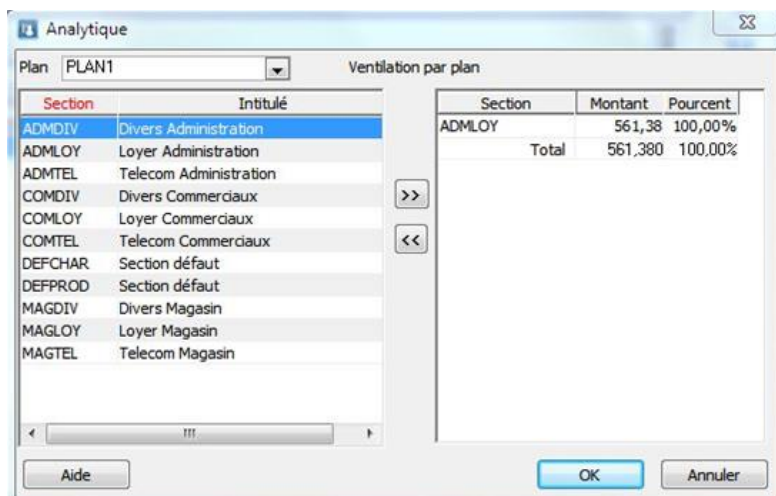 Analytique
Plan PLAN1 Ventilation par plan
Section Intitulé
ADMDIV Divers Administration
ADMLOY Loyer Administration
ADMTEL Telecom Administration
COMDIV Divers Commerciaux
COMLOY Loyer Commerciaux
COMTEL Telecom Commerciaux
DEFCHAR Section défaut
DEFPROD Section défaut
MAGDIV Divers Magasin
MAGLOY Loyer Magasin
MAGTEL Telecom Magasin
>>
<<
Section Montant Pourcent
ADMLOY 561,38 100,00%
Total 561,380 100,00%
Aide OK Annuler